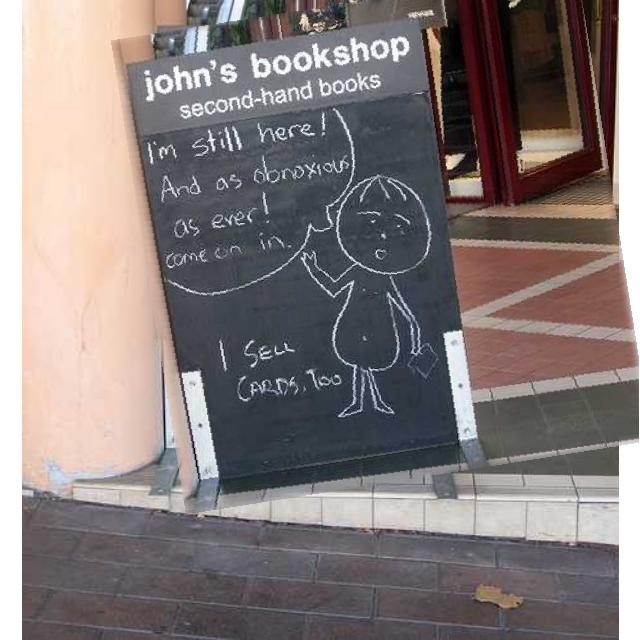 john's bookshop
second-hand books
I'm still here!
And as obnoxious
as ever!
come on in.
I SELL
CARDS, TOO